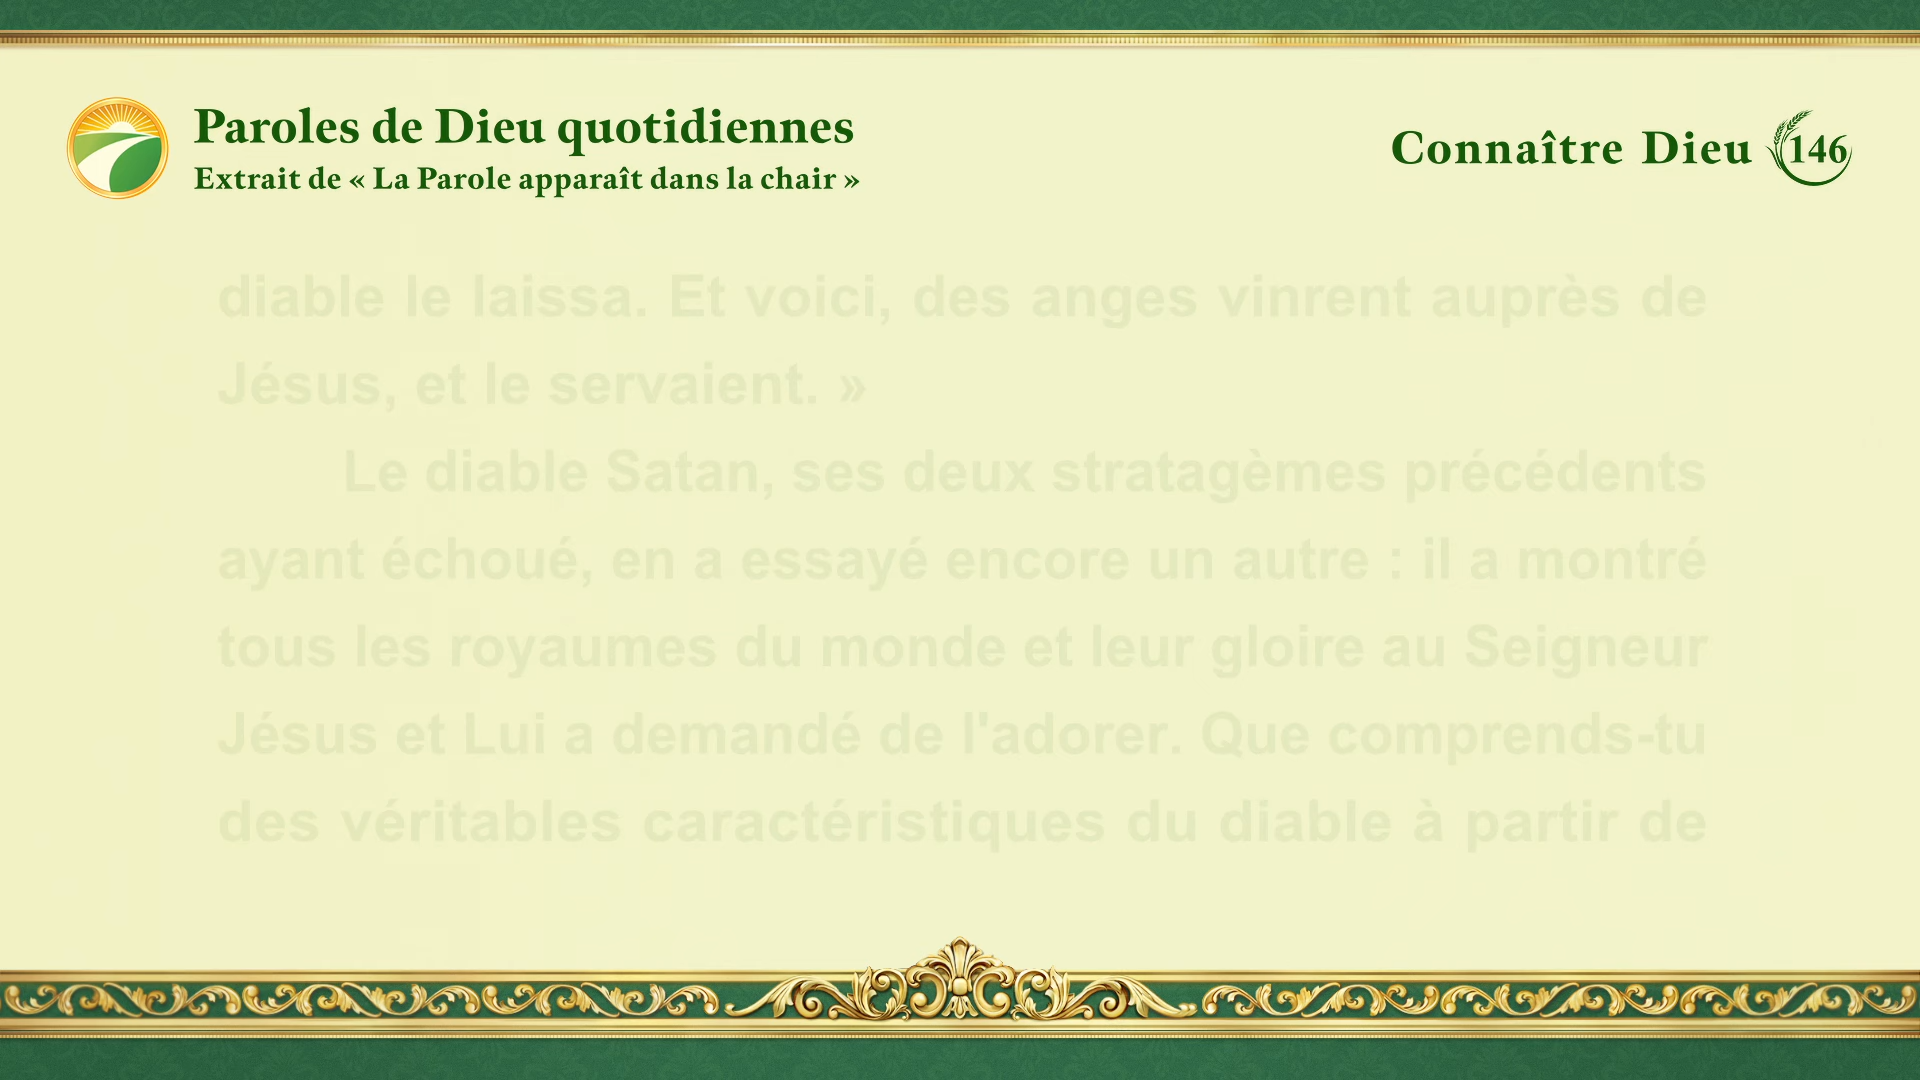 Paroles de Dieu quotidiennes
Extrait de « La Parole apparaît dans la chair »
Connaître Dieu 146
diable le laissa. Et voici, des anges vinrent auprès de
Jésus, et le servaient. »
Le diable Satan, ses deux stratagèmes précédents
ayant échoué, en a essayé encore un autre : il a montré
tous les royaumes du monde et leur gloire au Seigneur
Jésus et Lui a demandé de l'adorer. Que comprends-tu
des véritables caractéristiques du diable à partir de